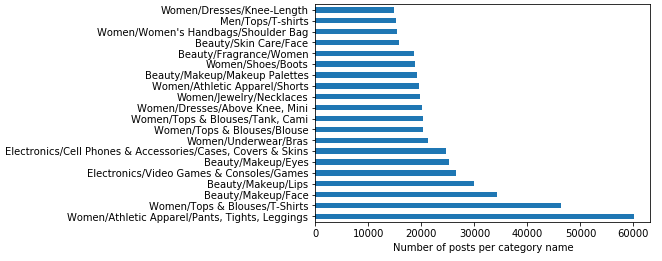 Women/Dresses/Knee-Length
Men/Tops/T-shirts
Women/Women's Handbags/Shoulder Bag
Beauty/Skin Care/Face
Beauty/Fragrance/Women
Women/Shoes/Boots
Beauty/Makeup/Makeup Palettes
Women/Athletic Apparel/Shorts
Women/Jewelry/Necklaces
Women/Dresses/Above Knee, Mini
Women/Tops & Blouses/Tank, Cami
Women/Tops & Blouses/Blouse
Women/Underwear/Bras
Electronics/Cell Phones & Accessories/Cases, Covers & Skins
Beauty/Makeup/Eyes
Electronics/Video Games & Consoles/Games
Beauty/Makeup/Lips
Beauty/Makeup/Face
Women/Tops & Blouses/T-Shirts
Women/Athletic Apparel/Pants, Tights, Leggings
0 10000 20000 30000 40000 50000 60000
Number of posts per category name